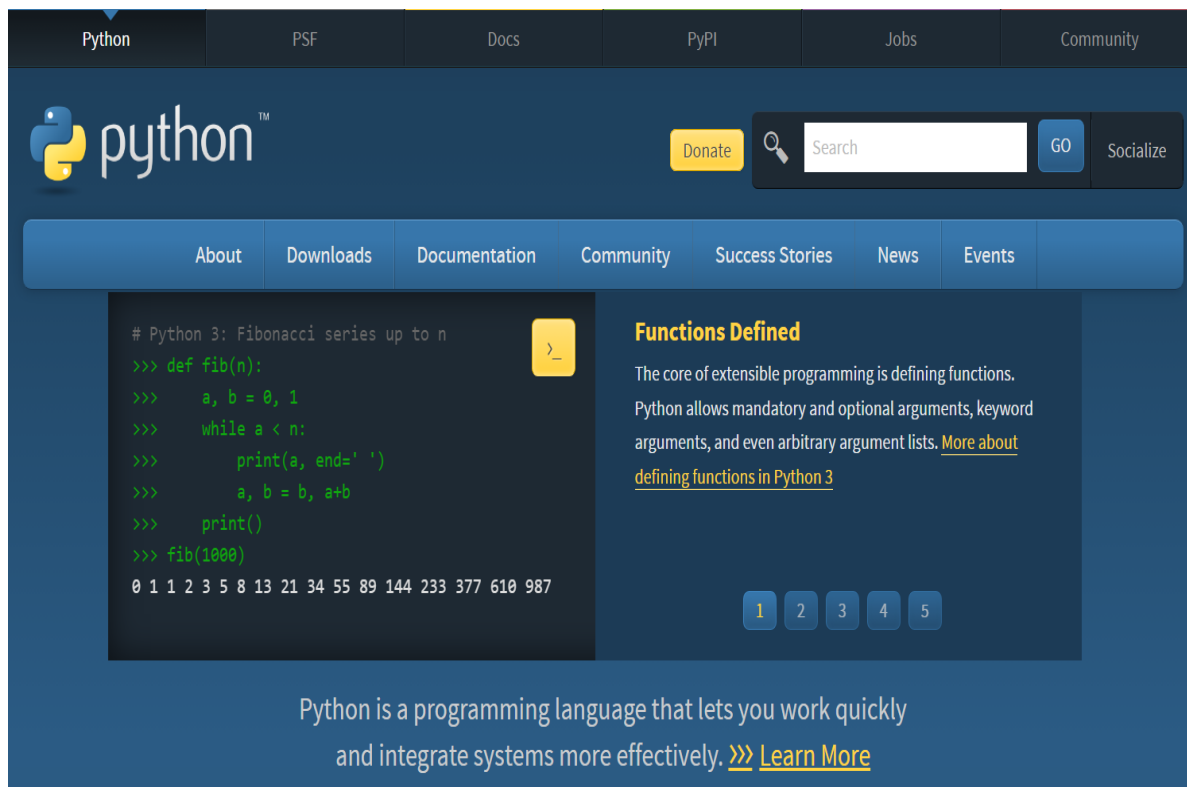 Python PSF Docs PyPI Jobs Community
python™
Donate Search GO Socialize
About Downloads Documentation Community Success Stories News Events
# Python 3: Fibonacci series up to n
>>> def fib(n):
>>>     a, b = 0, 1
>>>     while a < n:
>>>         print(a, end=' ')
>>>         a, b = b, a+b
>>>     print()
>>> fib(1000)
0 1 1 2 3 5 8 13 21 34 55 89 144 233 377 610 987
>_
Functions Defined
The core of extensible programming is defining functions.
Python allows mandatory and optional arguments, keyword
arguments, and even arbitrary argument lists. More about
defining functions in Python 3
1 2 3 4 5
Python is a programming language that lets you work quickly
and integrate systems more effectively. >>> Learn More